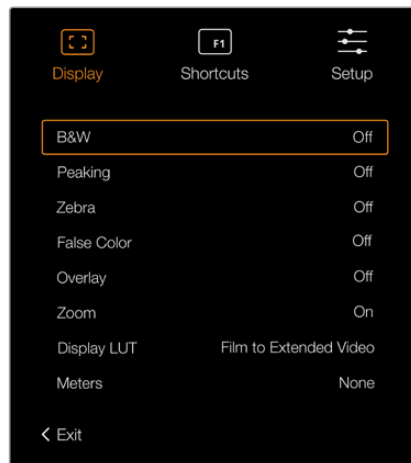 F1
Display Shortcuts Setup
B&W Off
Peaking Off
Zebra Off
False Color Off
Overlay Off
Zoom On
Display LUT Film to Extended Video
Meters None
Exit